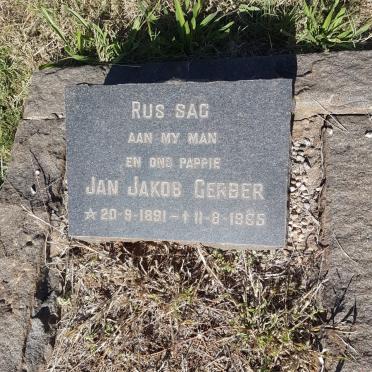 RUS SAG
AAN MY MAN
EN ONS PAPPIE
JAN JAKOB GERBER
☆ 20-9-1891 - † 11-8-1965